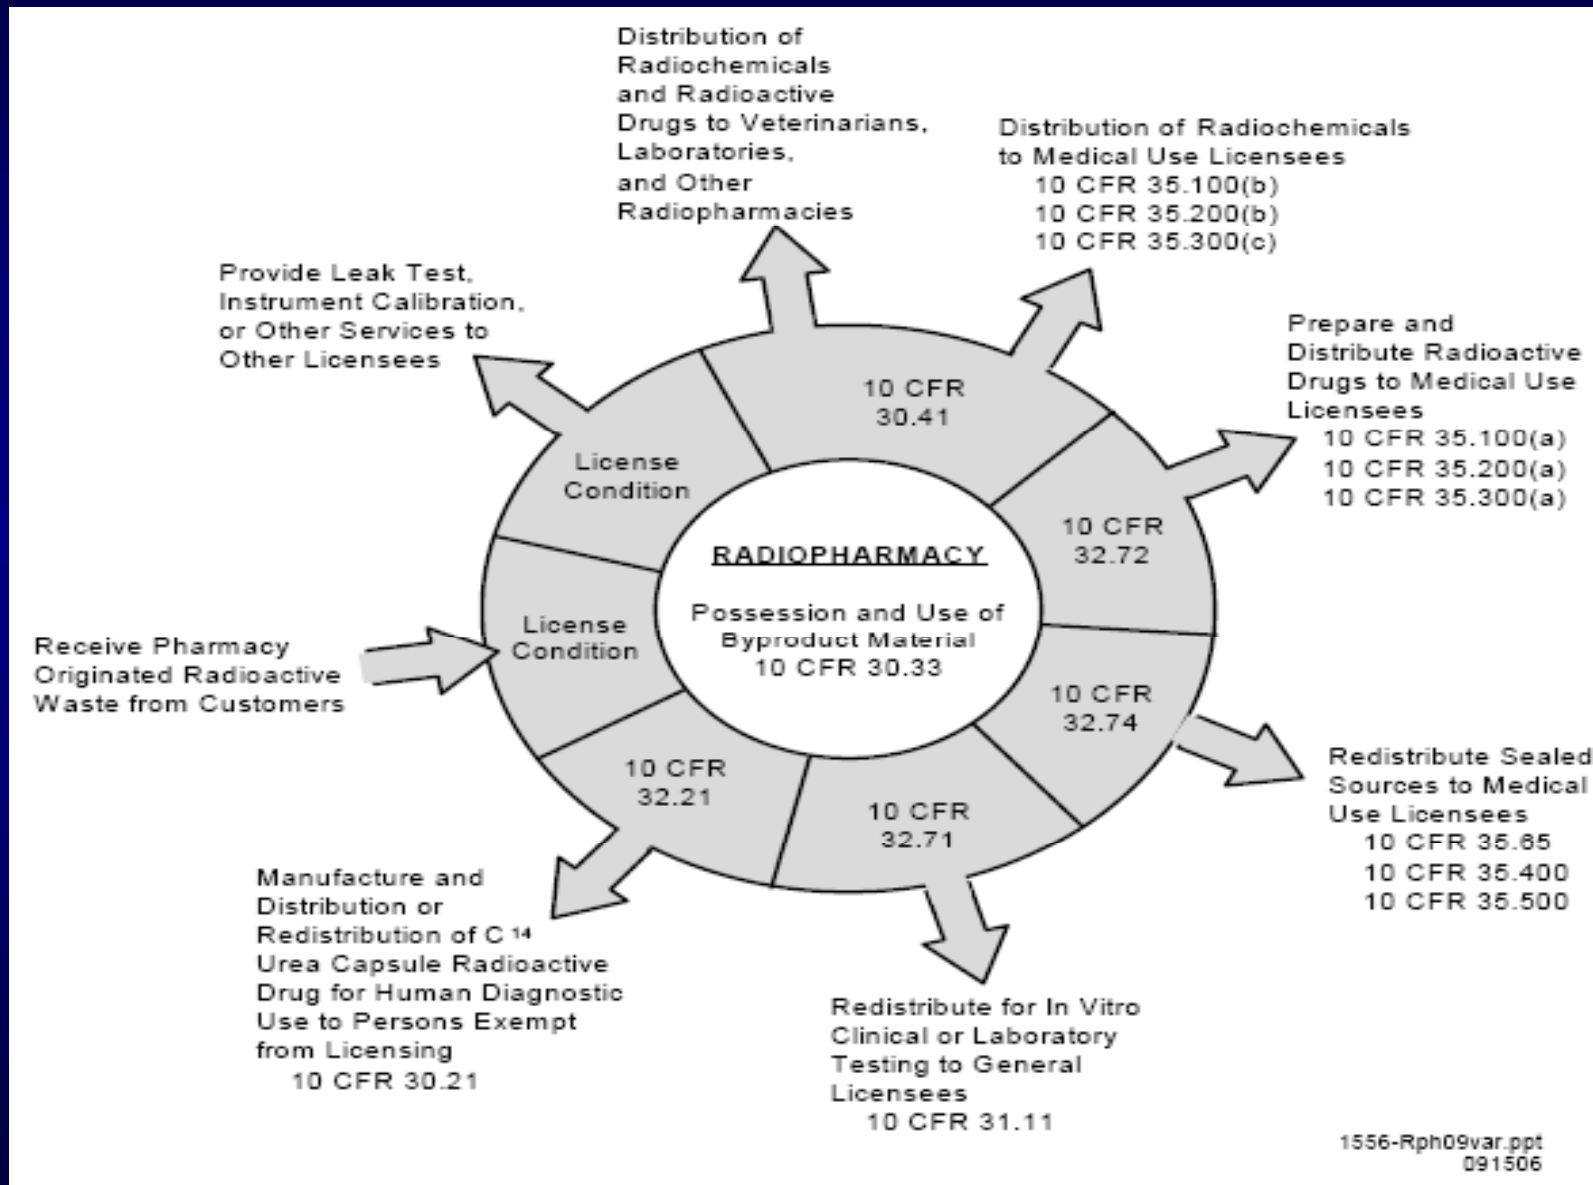 Distribution of
Radiochemicals
and Radioactive
Drugs to Veterinarians,
Laboratories,
and Other
Radiopharmacies
Distribution of Radiochemicals
to Medical Use Licensees
10 CFR 35.100(b)
10 CFR 35.200(b)
10 CFR 35.300(c)
Provide Leak Test,
Instrument Calibration,
or Other Services to
Other Licensees
Prepare and
Distribute Radioactive
Drugs to Medical Use
Licensees
10 CFR 35.100(a)
10 CFR 35.200(a)
10 CFR 35.300(a)
10 CFR
30.41
License
Condition
10 CFR
32.72
RADIOPHARMACY
Possession and Use of
Byproduct Material
10 CFR 30.33
License
Condition
Receive Pharmacy
Originated Radioactive
Waste from Customers
10 CFR
32.74
10 CFR
32.21
10 CFR
32.71
Redistribute Sealed
Sources to Medical
Use Licensees
10 CFR 35.65
10 CFR 35.400
10 CFR 35.500
Manufacture and
Distribution or
Redistribution of C 14
Urea Capsule Radioactive
Drug for Human Diagnostic
Use to Persons Exempt
from Licensing
10 CFR 30.21
Redistribute for In Vitro
Clinical or Laboratory
Testing to General
Licensees
10 CFR 31.11
1556-Rph09var.ppt
091506